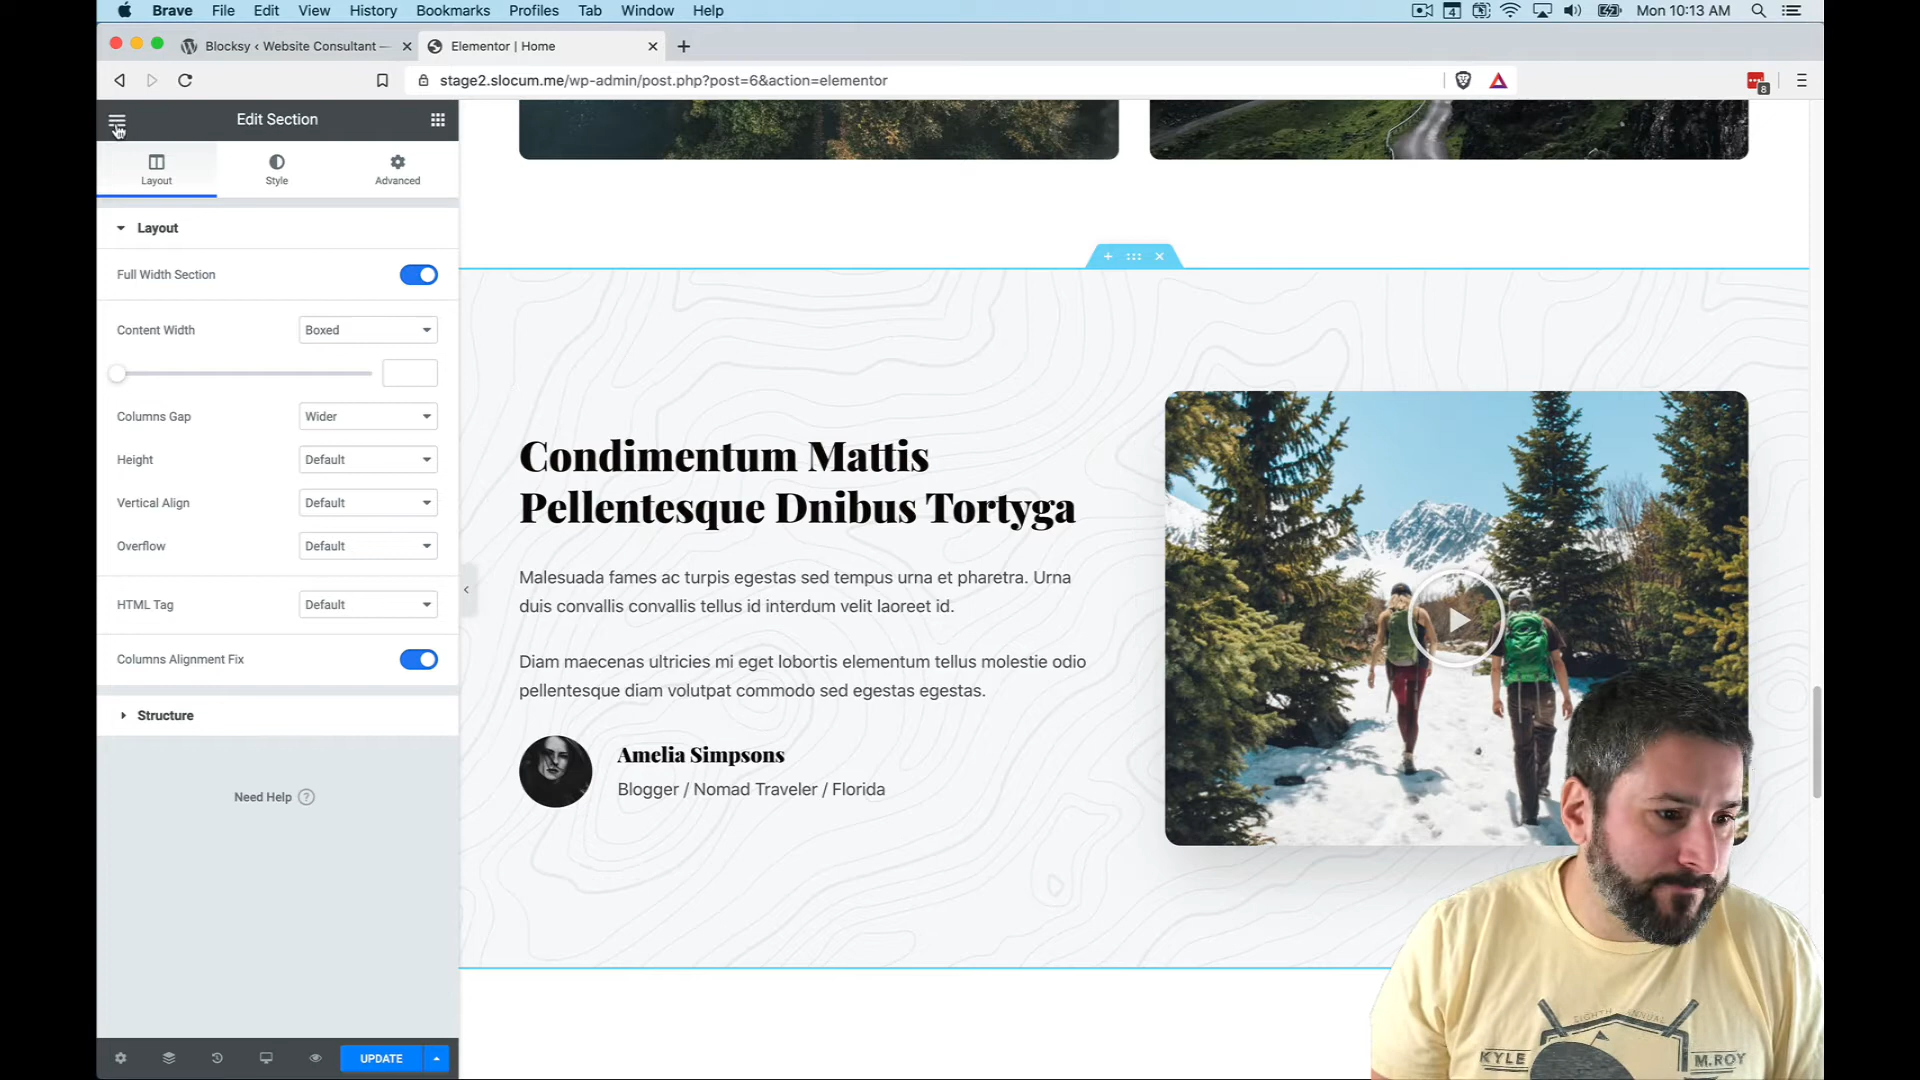 Brave File Edit View History Bookmarks Profiles Tab Window Help 4 Mon 10:13 AM
Blocksy ‹ Website Consultant — Elementor | Home
stage2.slocum.me/wp-admin/post.php?post=6&action=elementor 8
Edit Section
Layout Style Advanced
Layout
Full Width Section
Content Width Boxed
Columns Gap Wider
Height Default
Vertical Align Default
Overflow Default
HTML Tag Default
Columns Alignment Fix
Structure
Need Help ?
UPDATE
Condimentum Mattis
Pellentesque Dnibus Tortyga
Malesuada fames ac turpis egestas sed tempus urna et pharetra. Urna
duis convallis convallis tellus id interdum velit laoreet id.
Diam maecenas ultricies mi eget lobortis elementum tellus molestie odio
pellentesque diam volutpat commodo sed egestas egestas.
Amelia Simpsons
Blogger / Nomad Traveler / Florida
EIGHTH ANNUAL
KYLE M.ROY